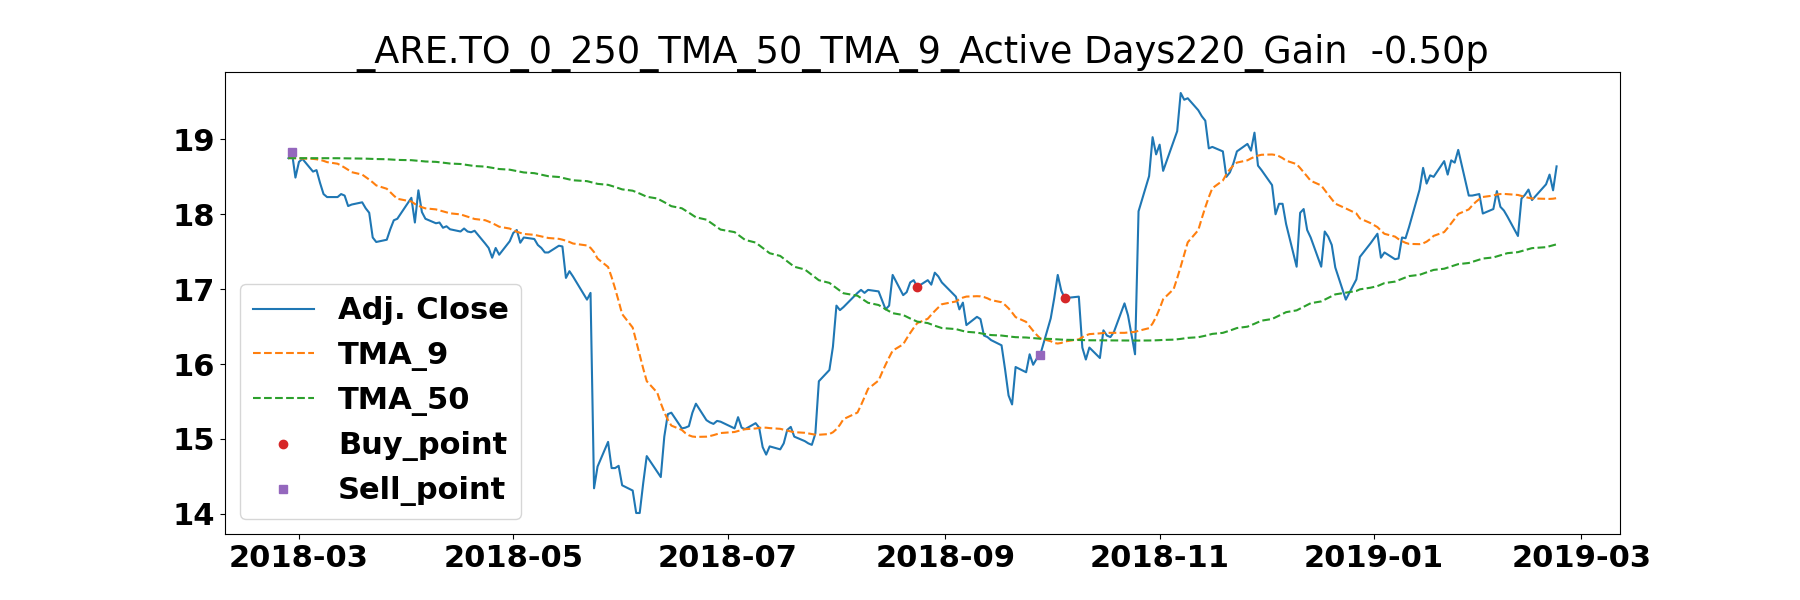 _ARE.TO_0_250_TMA_50_TMA_9_Active Days220_Gain  -0.50p
19
18
17
16
15
14
Adj. Close
TMA_9
TMA_50
Buy_point
Sell_point
2018-03 2018-05 2018-07 2018-09 2018-11 2019-01 2019-03